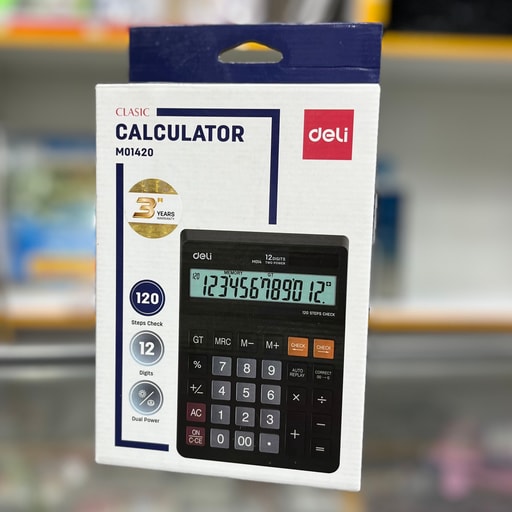 CLASIC
CALCULATOR
M01420
deli
3 YEARS
WARRANTY
120
Steps Check
12
Digits
Dual Power
deli
12 DIGITS
TWO POWER
MEMORY GT
123456789012.
120 STEPS CHECK
GT MRC M− M+ CHECK CHECK
% 7 8 9 AUTO REPLAY CORRECT 00→0
+/− 4 5 6 × ÷
AC 1 2 3 + −
ON C·CE 0 00 • =